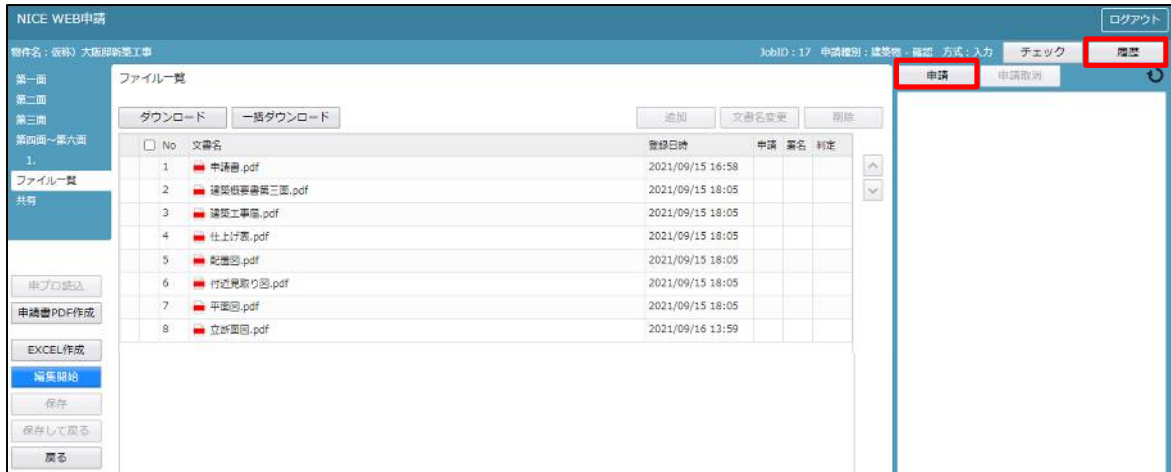 NICE WEB申請
ログアウト
物件名:仮称)大阪邸新築工事
JobID:17 申請種別:建築物 - 確認 方式:入力
チェック
履歴
第一面
第二面
第三面
第四面~第六面
1.
ファイル一覧
共有
申プロ読込
申請書PDF作成
EXCEL作成
編集開始
保存
保存して戻る
戻る
ファイル一覧
ダウンロード 一括ダウンロード 追加 文書名変更 削除
No 文書名 登録日時 申請 署名 判定
1 申請書.pdf 2021/09/15 16:58
2 建築概要書第三面.pdf 2021/09/15 18:05
3 建築工事届.pdf 2021/09/15 18:05
4 仕上げ表.pdf 2021/09/15 18:05
5 配置図.pdf 2021/09/15 18:05
6 付近見取り図.pdf 2021/09/15 18:05
7 平面図.pdf 2021/09/15 18:05
8 立断面図.pdf 2021/09/16 13:59
申請 申請取消